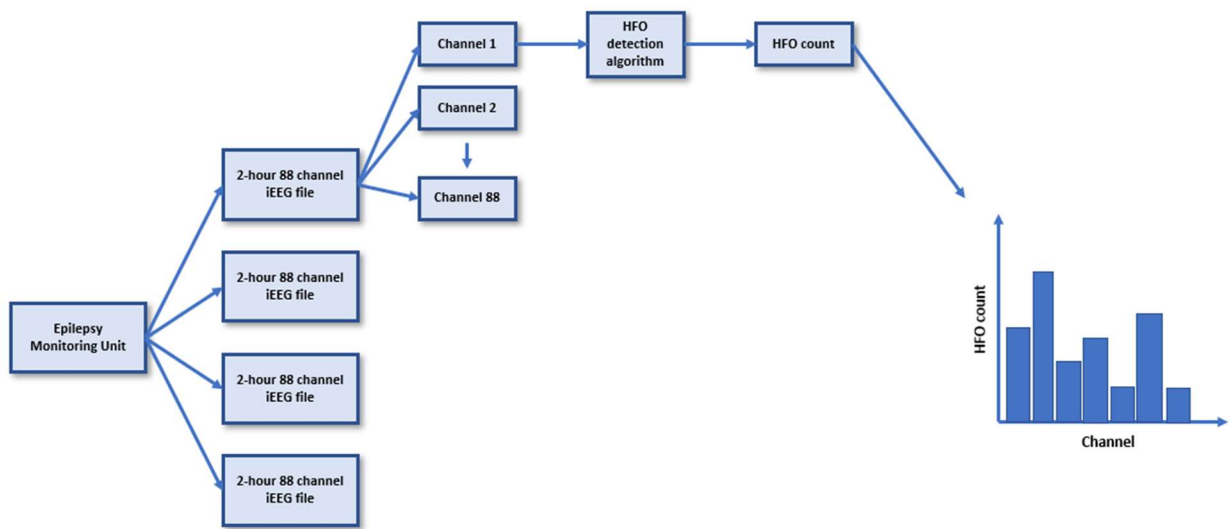 Channel 1
HFO
detection
algorithm
HFO count
Channel 2
2-hour 88 channel
iEEG file
Channel 88
2-hour 88 channel
iEEG file
Epilepsy
Monitoring Unit
2-hour 88 channel
iEEG file
2-hour 88 channel
iEEG file
HFO count
Channel